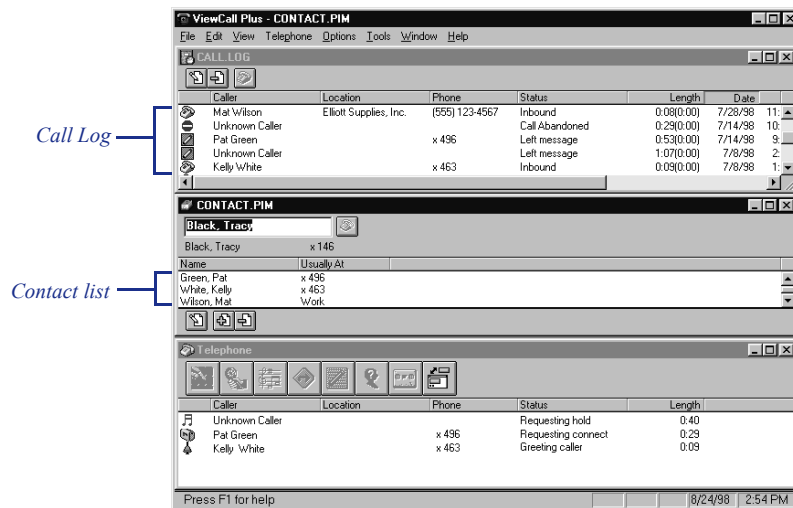 ViewCall Plus - CONTACT.PIM
File Edit View Telephone Options Tools Window Help
CALL.LOG
Caller Location Phone Status Length Date
Mat Wilson Elliott Supplies, Inc. (555) 123-4567 Inbound 0:08(0:00) 7/28/98 11:
Unknown Caller Call Abandoned 0:29(0:00) 7/14/98 10:
Call Log
Pat Green x 496 Left message 0:53(0:00) 7/14/98 9:
Unknown Caller Left message 1:07(0:00) 7/8/98 2:
Kelly White x 463 Inbound 0:09(0:00) 7/8/98 1:
CONTACT.PIM
Black, Tracy
Black, Tracy x 146
Name Usually At
Green, Pat x 496
Contact list
White, Kelly x 463
Wilson, Mat Work
Telephone
Caller Location Phone Status Length
Unknown Caller Requesting hold 0:40
Pat Green x 496 Requesting connect 0:29
Kelly White x 463 Greeting caller 0:09
Press F1 for help 8/24/98 2:54 PM